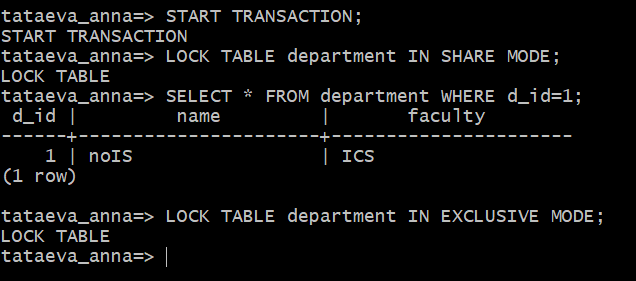 tataeva_anna=> START TRANSACTION;
START TRANSACTION
tataeva_anna=> LOCK TABLE department IN SHARE MODE;
LOCK TABLE
tataeva_anna=> SELECT * FROM department WHERE d_id=1;
 d_id |         name         |       faculty
------+----------------------+----------------------
    1 | noIS                 | ICS
(1 row)
tataeva_anna=> LOCK TABLE department IN EXCLUSIVE MODE;
LOCK TABLE
tataeva_anna=>